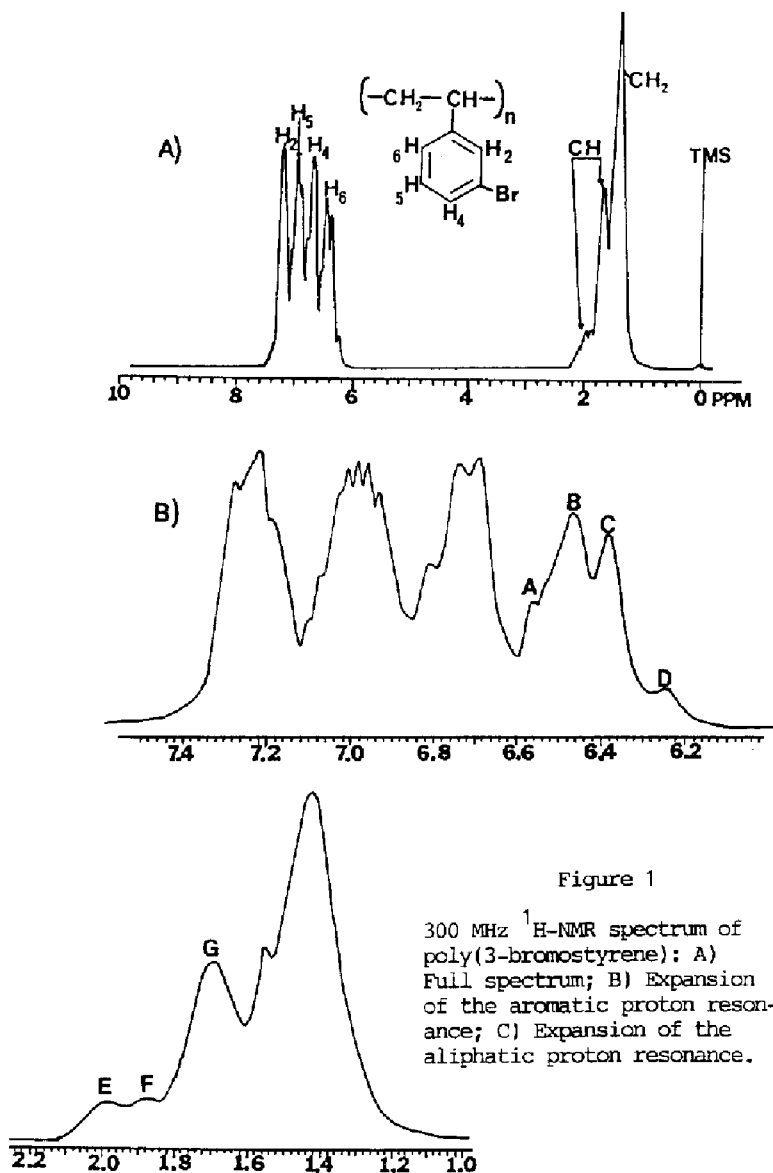 A)
(-CH2-CH-)n
6 H H2
H Br
5 H
4
H2 H5 H4 H6
CH CH2
TMS
10 8 6 4 2 0 PPM
B)
A B C D
7.4 7.2 7.0 6.8 6.6 6.4 6.2
E F G
2.2 2.0 1.8 1.6 1.4 1.2 1.0
Figure 1
300 MHz 1H-NMR spectrum of
poly(3-bromostyrene): A)
Full spectrum; B) Expansion
of the aromatic proton reson-
ance; C) Expansion of the
aliphatic proton resonance.